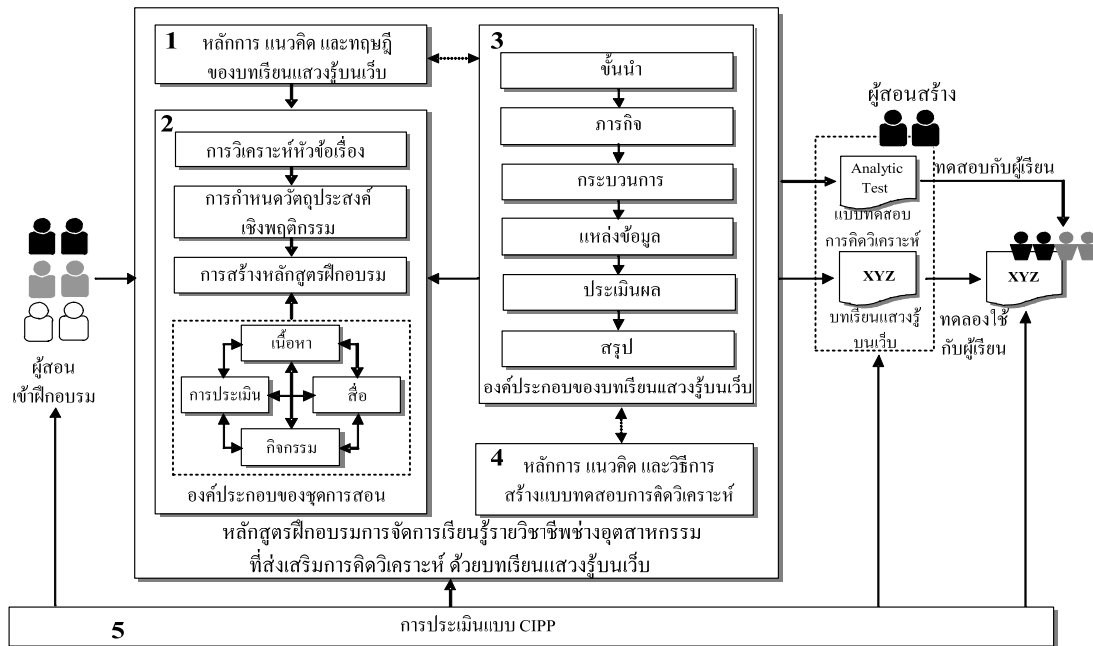 1
หลักการ แนวคิด และทฤษฎี
ของบทเรียนแสวงรู้บนเว็บ
2
การวิเคราะห์หัวข้อเรื่อง
การกำหนดวัตถุประสงค์
เชิงพฤติกรรม
การสร้างหลักสูตรฝึกอบรม
เนื้อหา
การประเมิน
สื่อ
กิจกรรม
องค์ประกอบของชุดการสอน
3
ขั้นนำ
ภารกิจ
กระบวนการ
แหล่งข้อมูล
ประเมินผล
สรุป
องค์ประกอบของบทเรียนแสวงรู้บนเว็บ
4
หลักการ แนวคิด และวิธีการ
สร้างแบบทดสอบการคิดวิเคราะห์
หลักสูตรฝึกอบรมการจัดการเรียนรู้รายวิชาชีพช่างอุตสาหกรรม
ที่ส่งเสริมการคิดวิเคราะห์ ด้วยบทเรียนแสวงรู้บนเว็บ
ผู้สอน
เข้าฝึกอบรม
ผู้สอนสร้าง
Analytic
Test
แบบทดสอบ
การคิดวิเคราะห์
XYZ
บทเรียนแสวงรู้
บนเว็บ
ทดสอบกับผู้เรียน
XYZ
ทดลองใช้
กับผู้เรียน
5
การประเมินแบบ CIPP